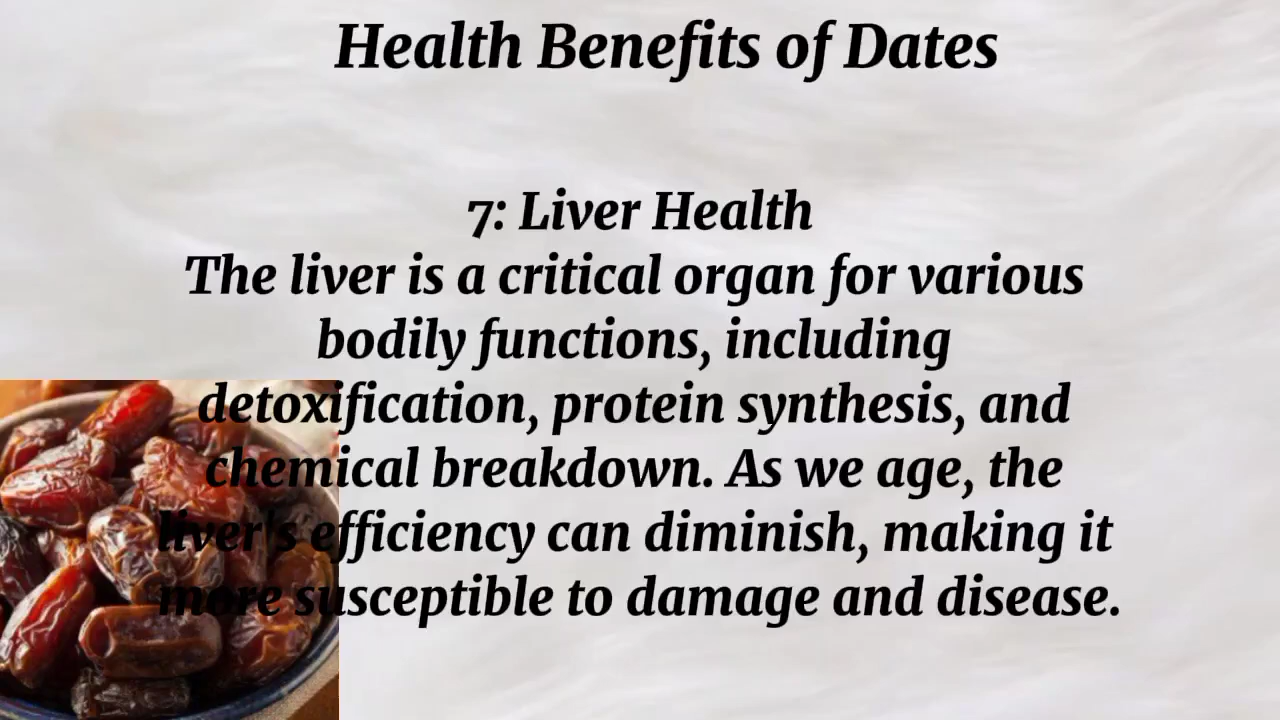 Health Benefits of Dates
7: Liver Health
The liver is a critical organ for various
bodily functions, including
detoxification, protein synthesis, and
chemical breakdown. As we age, the
liver's efficiency can diminish, making it
more susceptible to damage and disease.